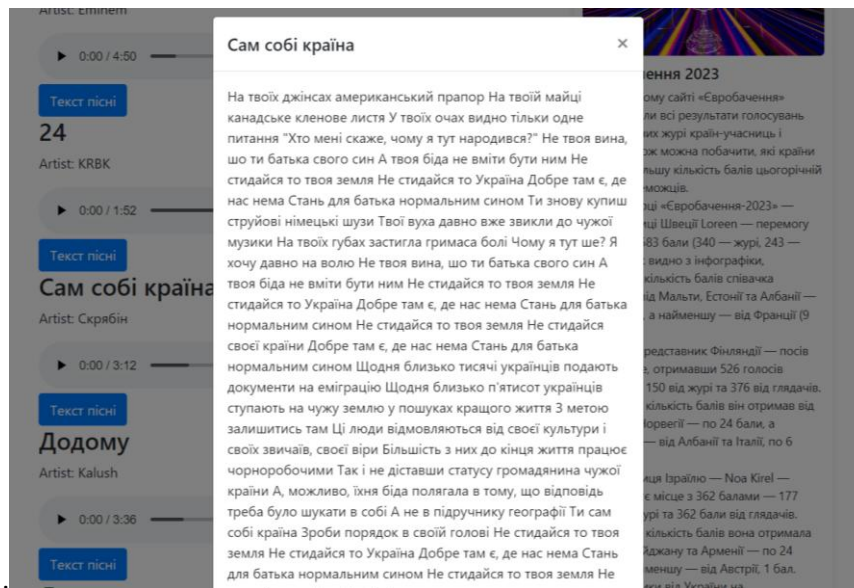 Artist: Eminem
0:00 / 4:50
Текст пісні
24
Artist: KRBK
0:00 / 1:52
Текст пісні
Сам собі країна
Artist: Скрябін
0:00 / 3:12
Текст пісні
Додому
Artist: Kalush
0:00 / 3:36
Текст пісні
Сам собі країна ×
На твоїх джінсах американський прапор На твоїй майці
канадське кленове листя У твоїх очах видно тільки одне
питання "Хто мені скаже, чому я тут народився?" Не твоя вина,
шо ти батька свого син А твоя біда не вміти бути ним Не
стидайся то твоя земля Не стидайся то Україна Добре там є, де
нас нема Стань для батька нормальним сином Ти знову купиш
струйові німецькі шузи Твої вуха давно вже звикли до чужої
музики На твоїх губах застигла гримаса болі Чому я тут ше? Я
хочу давно на волю Не твоя вина, шо ти батька свого син А
твоя біда не вміти бути ним Не стидайся то твоя земля Не
стидайся то Україна Добре там є, де нас нема Стань для батька
нормальним сином Не стидайся то твоя земля Не стидайся
своєї країни Добре там є, де нас нема Стань для батька
нормальним сином Щодня близько тисячі українців подають
документи на еміграцію Щодня близько п'ятисот українців
ступають на чужу землю у пошуках кращого життя З метою
залишитись там Ці люди відмовляються від своєї культури і
своїх звичаїв, своєї віри Більшість з них до кінця життя працює
чорноробочими Так і не діставши статусу громадянина чужої
країни А, можливо, їхня біда полягала в тому, що відповідь
треба було шукати в собі А не в підручнику географії Ти сам
собі країна Зроби порядок в своїй голові Не стидайся то твоя
земля Не стидайся то Україна Добре там є, де нас нема Стань
для батька нормальним сином Не стидайся то твоя земля Не
2023
сайті «Євробачення»
всі результати голосувань
журі країн-учасниць і
можна побачити, які країни
кількість балів цьогорічній
«Євробачення-2023» —
Швеції Loreen — перемогу
583 бали (340 — журі, 243 —
видно з інфографіки,
кількість балів співачка
від Мальти, Естонії та Албанії —
, а найменшу — від Франції (9
Фінляндії — посів
, отримавши 526 голосів
150 від журі та 376 від глядачів.
кількість балів він отримав від
— по 24 бали, а
— від Албанії та Італії, по 6
Ізраїлю — Noa Kirel —
місце з 362 балами — 177
та 362 бали від глядачів.
кількість балів вона отримала
та Арменії — по 24
— від Австрії, 1 бал.
від України на